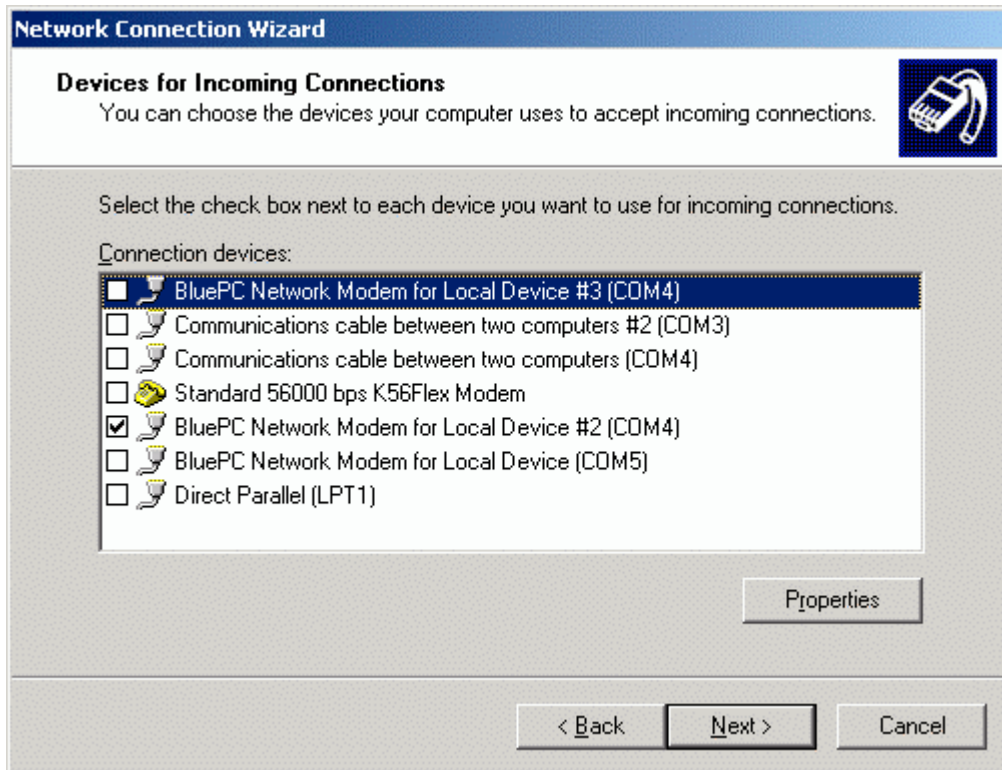 Network Connection Wizard
Devices for Incoming Connections
You can choose the devices your computer uses to accept incoming connections.
Select the check box next to each device you want to use for incoming connections.
Connection devices:
BluePC Network Modem for Local Device #3 (COM4)
Communications cable between two computers #2 (COM3)
Communications cable between two computers (COM4)
Standard 56000 bps K56Flex Modem
BluePC Network Modem for Local Device #2 (COM4)
BluePC Network Modem for Local Device (COM5)
Direct Parallel (LPT1)
Properties
< Back
Next >
Cancel